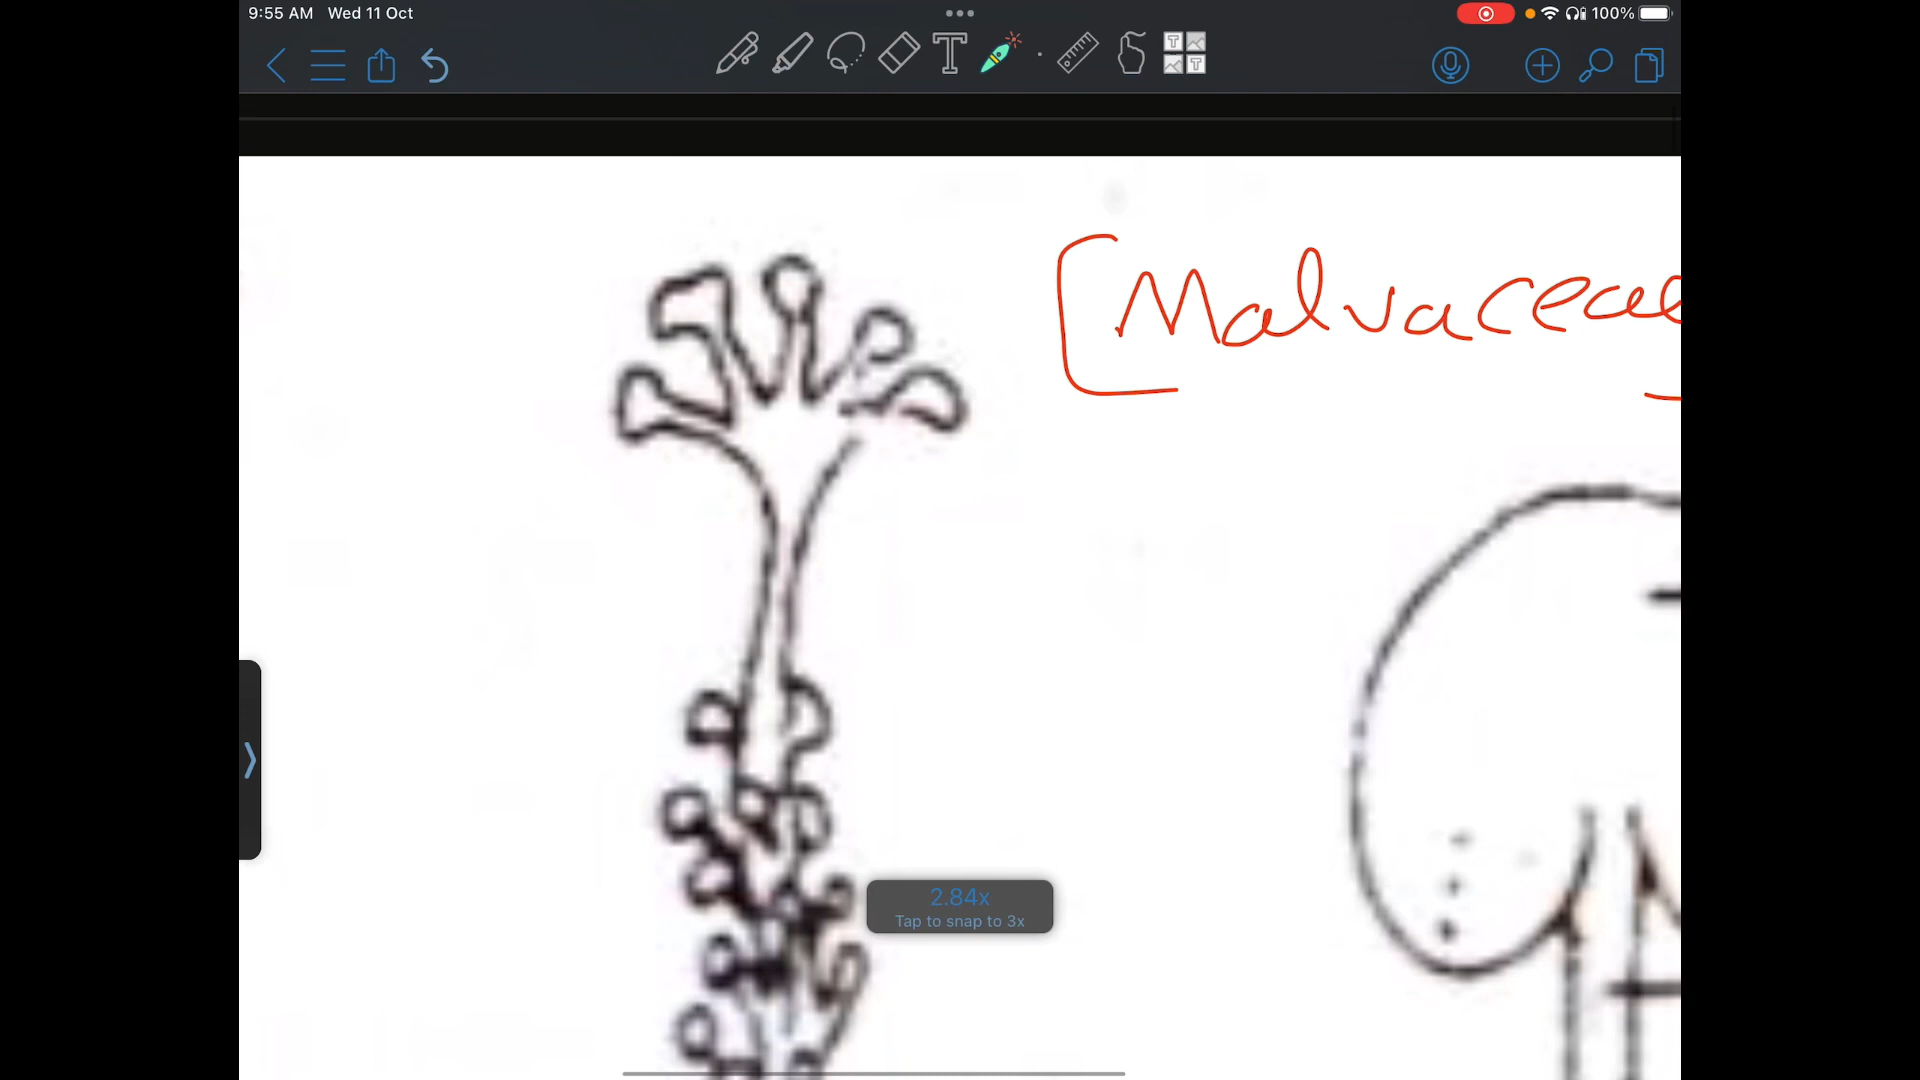 9:55 AM Wed 11 Oct
100%
[Malvaceae
2.84x
Tap to snap to 3x